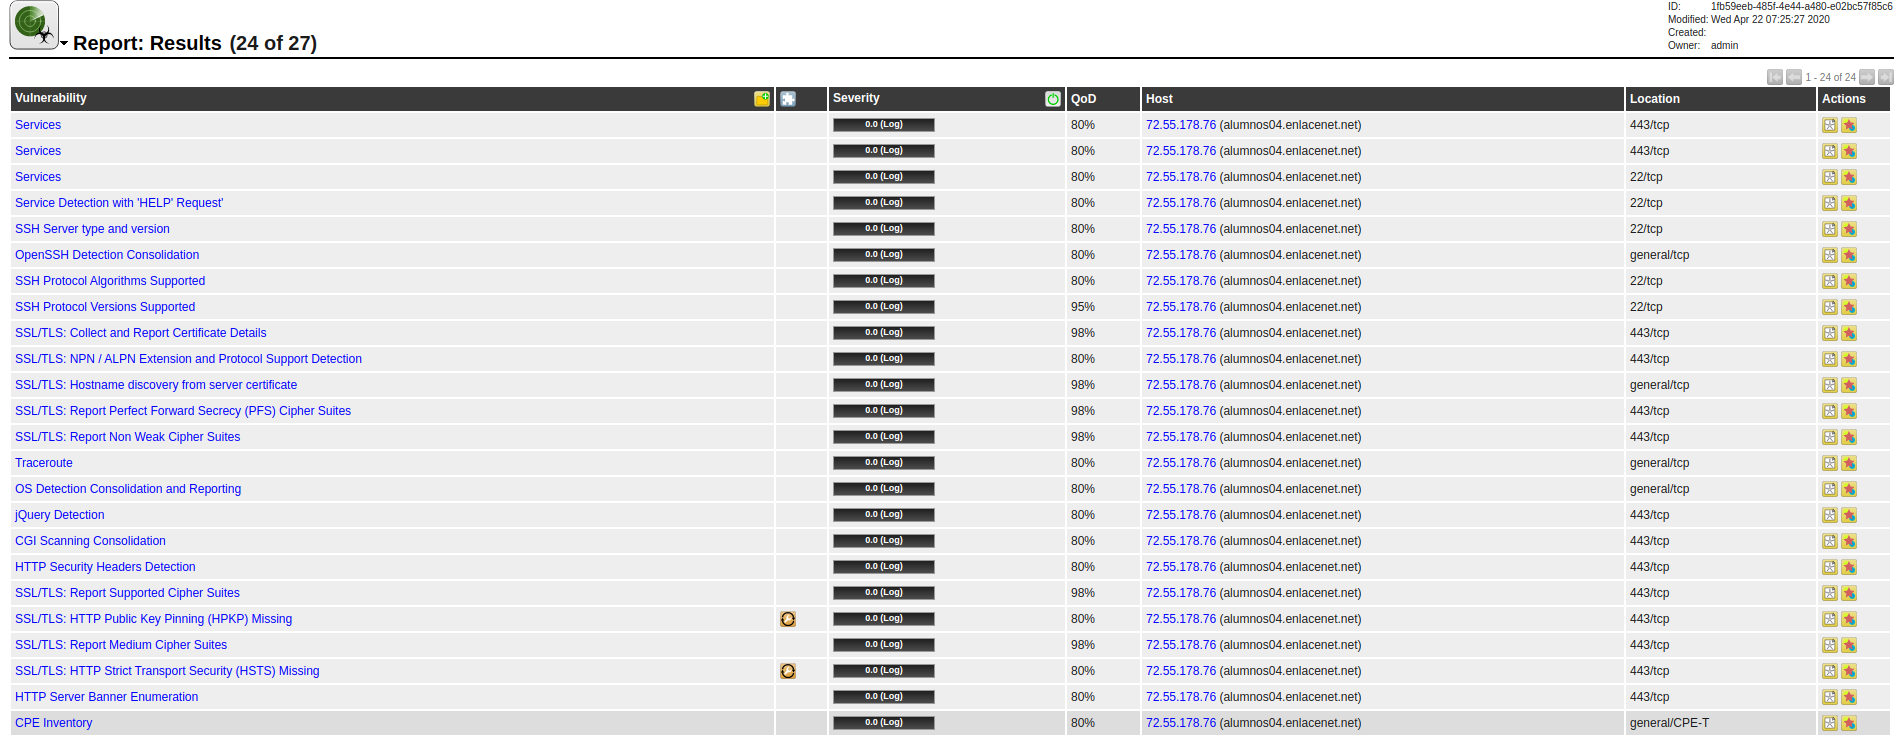 ID: 1fb59eeb-485f-4e44-a480-e02bc57f85c6
Modified: Wed Apr 22 07:25:27 2020
Created:
Owner: admin
Report: Results (24 of 27)
1 - 24 of 24
Vulnerability Severity QoD Host Location Actions
Services 0.0 (Log) 80% 72.55.178.76 (alumnos04.enlacenet.net) 443/tcp
Services 0.0 (Log) 80% 72.55.178.76 (alumnos04.enlacenet.net) 443/tcp
Services 0.0 (Log) 80% 72.55.178.76 (alumnos04.enlacenet.net) 22/tcp
Service Detection with 'HELP' Request' 0.0 (Log) 80% 72.55.178.76 (alumnos04.enlacenet.net) 22/tcp
SSH Server type and version 0.0 (Log) 80% 72.55.178.76 (alumnos04.enlacenet.net) 22/tcp
OpenSSH Detection Consolidation 0.0 (Log) 80% 72.55.178.76 (alumnos04.enlacenet.net) general/tcp
SSH Protocol Algorithms Supported 0.0 (Log) 80% 72.55.178.76 (alumnos04.enlacenet.net) 22/tcp
SSH Protocol Versions Supported 0.0 (Log) 95% 72.55.178.76 (alumnos04.enlacenet.net) 22/tcp
SSL/TLS: Collect and Report Certificate Details 0.0 (Log) 98% 72.55.178.76 (alumnos04.enlacenet.net) 443/tcp
SSL/TLS: NPN / ALPN Extension and Protocol Support Detection 0.0 (Log) 80% 72.55.178.76 (alumnos04.enlacenet.net) 443/tcp
SSL/TLS: Hostname discovery from server certificate 0.0 (Log) 98% 72.55.178.76 (alumnos04.enlacenet.net) general/tcp
SSL/TLS: Report Perfect Forward Secrecy (PFS) Cipher Suites 0.0 (Log) 98% 72.55.178.76 (alumnos04.enlacenet.net) 443/tcp
SSL/TLS: Report Non Weak Cipher Suites 0.0 (Log) 98% 72.55.178.76 (alumnos04.enlacenet.net) 443/tcp
Traceroute 0.0 (Log) 80% 72.55.178.76 (alumnos04.enlacenet.net) general/tcp
OS Detection Consolidation and Reporting 0.0 (Log) 80% 72.55.178.76 (alumnos04.enlacenet.net) general/tcp
jQuery Detection 0.0 (Log) 80% 72.55.178.76 (alumnos04.enlacenet.net) 443/tcp
CGI Scanning Consolidation 0.0 (Log) 80% 72.55.178.76 (alumnos04.enlacenet.net) 443/tcp
HTTP Security Headers Detection 0.0 (Log) 80% 72.55.178.76 (alumnos04.enlacenet.net) 443/tcp
SSL/TLS: Report Supported Cipher Suites 0.0 (Log) 98% 72.55.178.76 (alumnos04.enlacenet.net) 443/tcp
SSL/TLS: HTTP Public Key Pinning (HPKP) Missing 0.0 (Log) 80% 72.55.178.76 (alumnos04.enlacenet.net) 443/tcp
SSL/TLS: Report Medium Cipher Suites 0.0 (Log) 98% 72.55.178.76 (alumnos04.enlacenet.net) 443/tcp
SSL/TLS: HTTP Strict Transport Security (HSTS) Missing 0.0 (Log) 80% 72.55.178.76 (alumnos04.enlacenet.net) 443/tcp
HTTP Server Banner Enumeration 0.0 (Log) 80% 72.55.178.76 (alumnos04.enlacenet.net) 443/tcp
CPE Inventory 0.0 (Log) 80% 72.55.178.76 (alumnos04.enlacenet.net) general/CPE-T